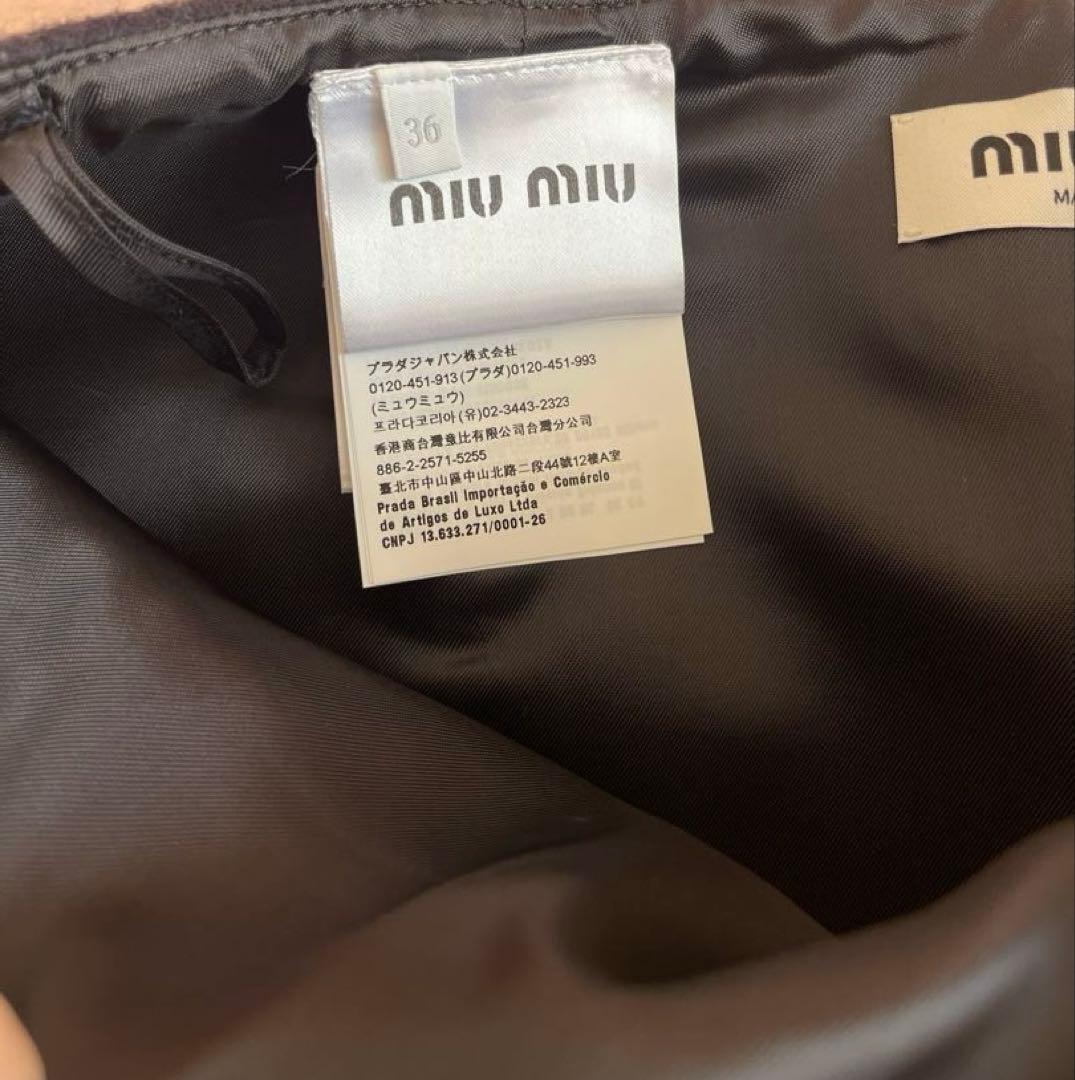 36
miu miu
プラダジャパン株式会社
0120-451-913(プラダ)0120-451-993
(ミュウミュウ)
프라다코리아(유)02-3443-2323
香港商台灣意比有限公司台灣分公司
886-2-2571-5255
臺北市中山區中山北路二段44號12樓A室
Prada Brasil Importação e Comércio
de Artigos de Luxo Ltda
CNPJ 13.633.271/0001-26
miu
MA